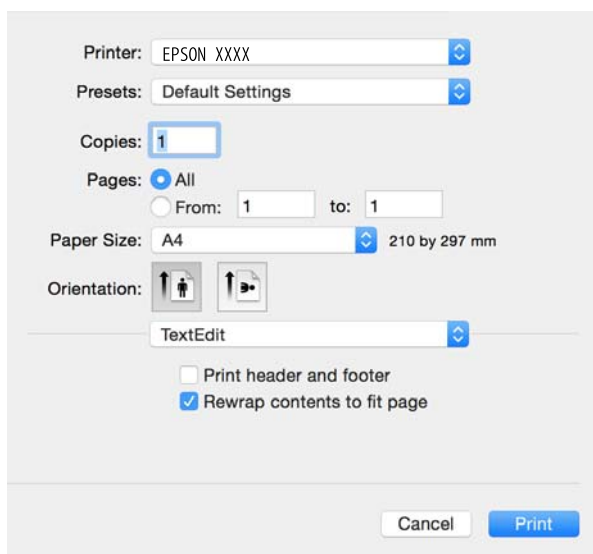 Printer: EPSON XXXX
Presets: Default Settings
Copies: 1
Pages: All
From: 1 to: 1
Paper Size: A4 210 by 297 mm
Orientation:
TextEdit
Print header and footer
Rewrap contents to fit page
Cancel Print